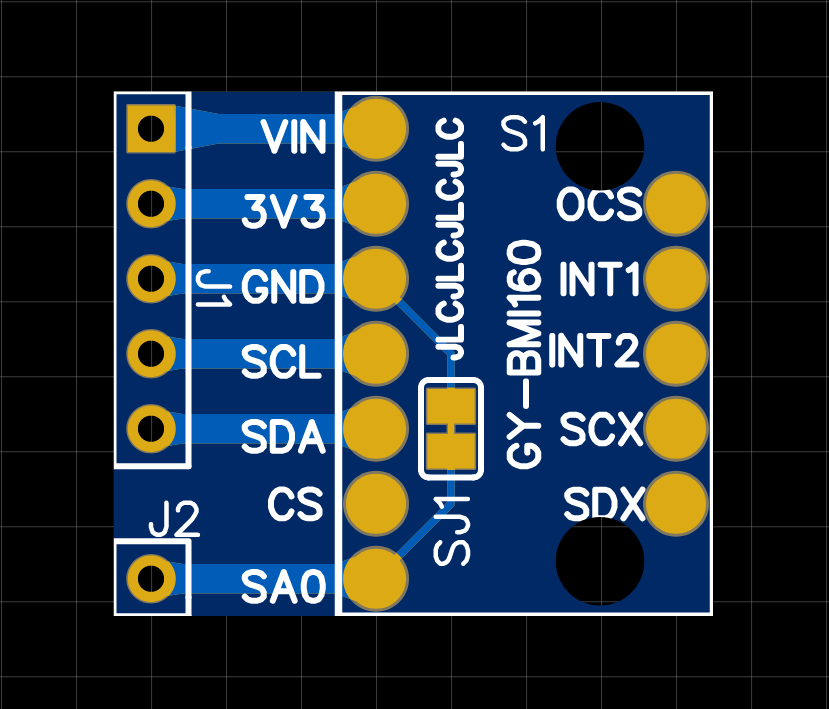 VIN
3V3
GND
SCL
SDA
CS
SA0
J1
J2
JLCJLCJLCJLC
SJ1
GY-BMI160
S1
OCS
INT1
INT2
SCX
SDX